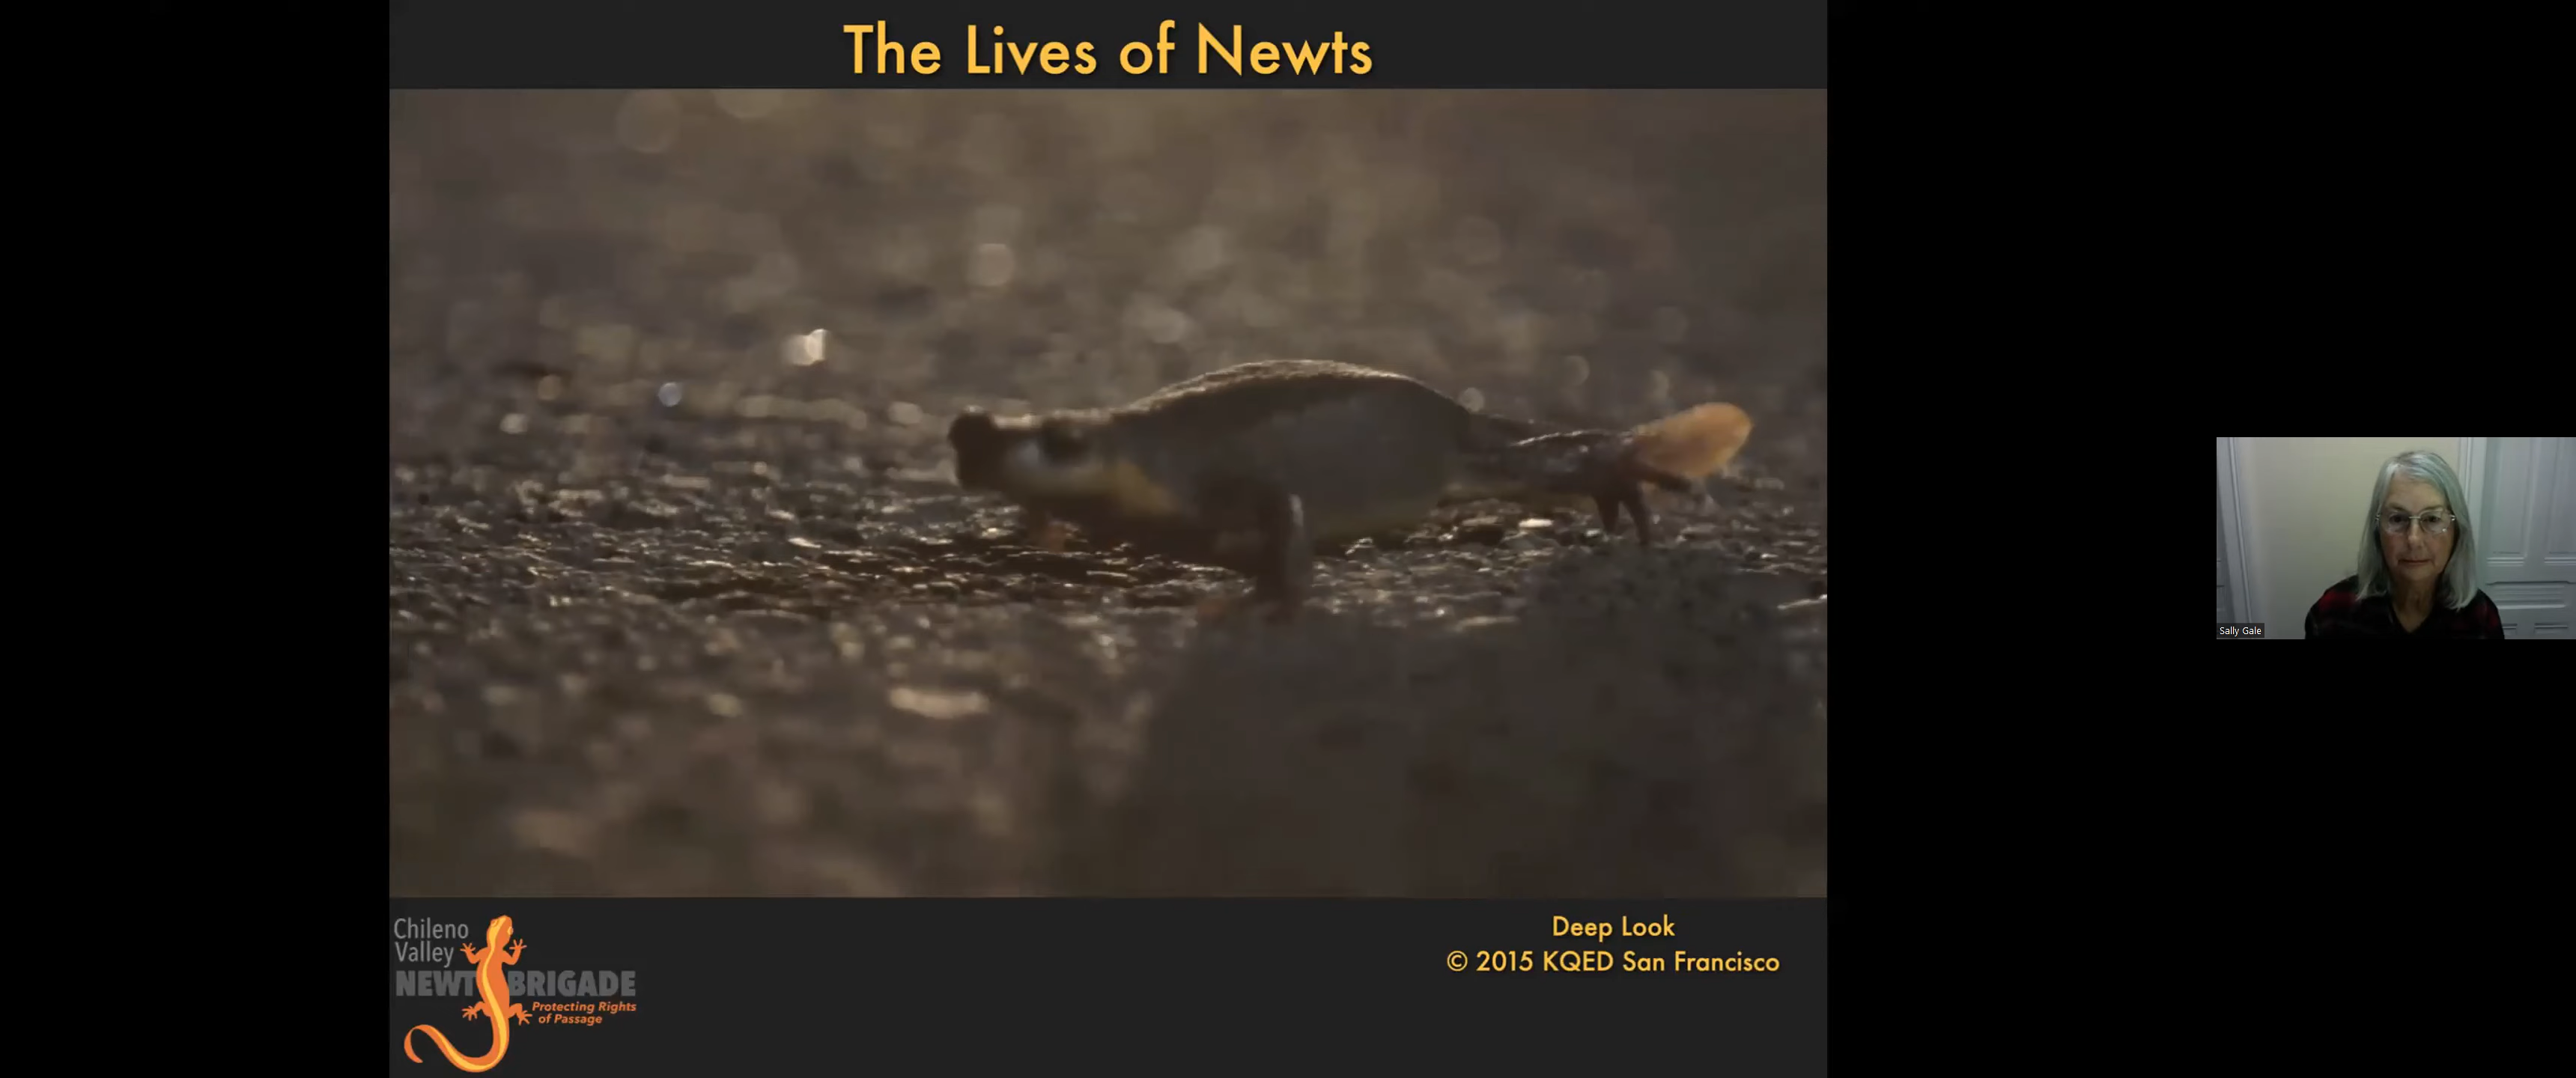 The Lives of Newts
Sally Gale
Deep Look
© 2015 KQED San Francisco
Chileno
Valley
NEWT BRIGADE
Protecting Rights
of Passage